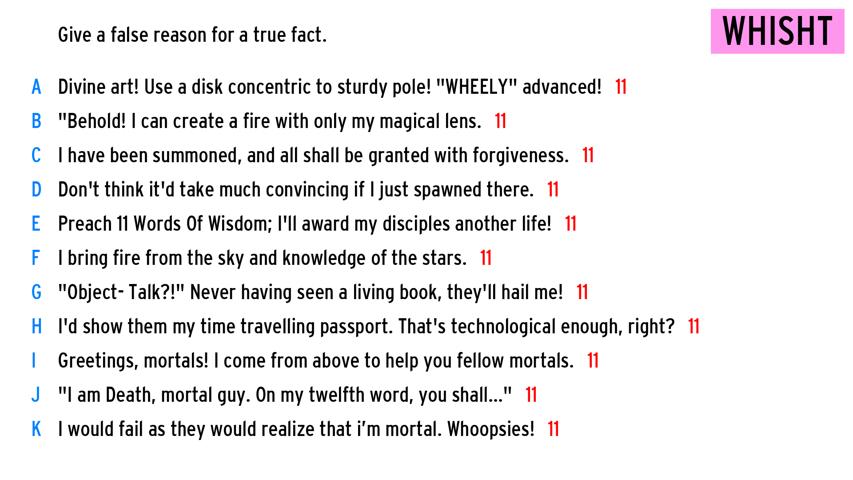 Give a false reason for a true fact.
WHISHT
A Divine art! Use a disk concentric to sturdy pole! "WHEELY" advanced! 11
B "Behold! I can create a fire with only my magical lens. 11
C I have been summoned, and all shall be granted with forgiveness. 11
D Don't think it'd take much convincing if I just spawned there. 11
E Preach 11 Words Of Wisdom; I'll award my disciples another life! 11
F I bring fire from the sky and knowledge of the stars. 11
G "Object- Talk?!" Never having seen a living book, they'll hail me! 11
H I'd show them my time travelling passport. That's technological enough, right? 11
I Greetings, mortals! I come from above to help you fellow mortals. 11
J "I am Death, mortal guy. On my twelfth word, you shall..." 11
K I would fail as they would realize that i’m mortal. Whoopsies! 11